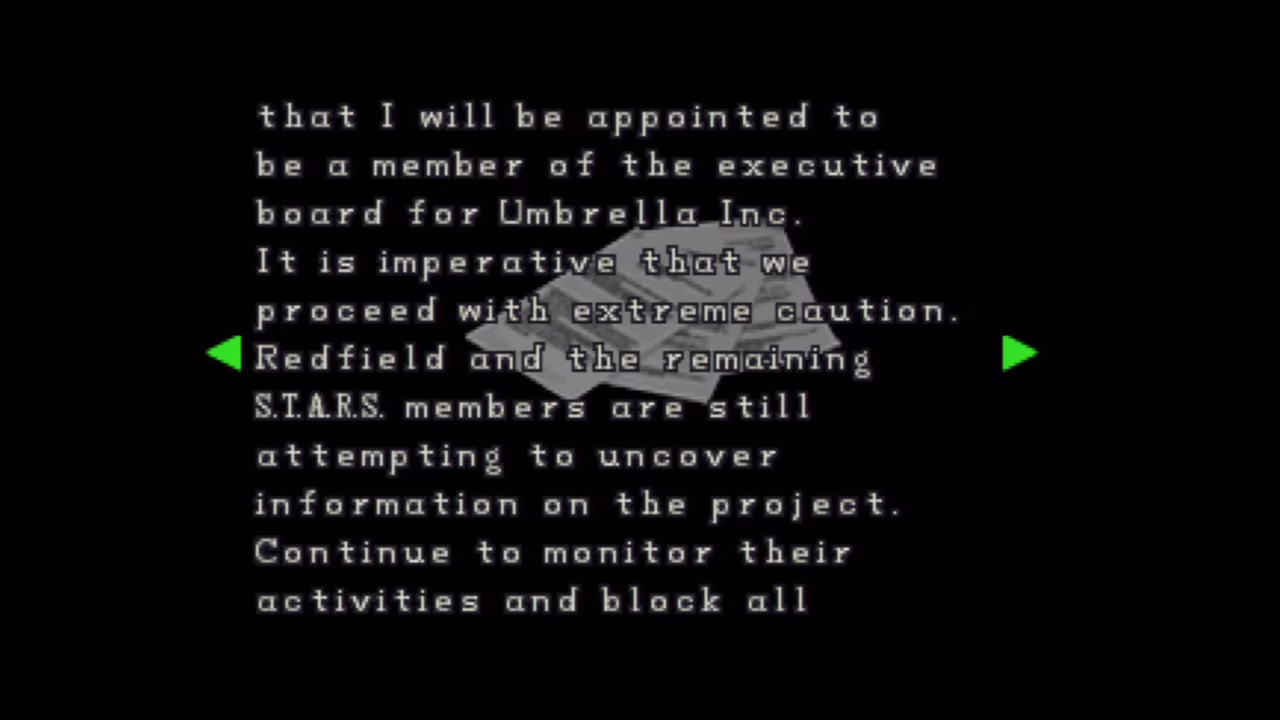 that I will be appointed to
be a member of the executive
board for Umbrella Inc.
It is imperative that we
proceed with extreme caution.
Redfield and the remaining
S.T.A.R.S. members are still
attempting to uncover
information on the project.
Continue to monitor their
activities and block all